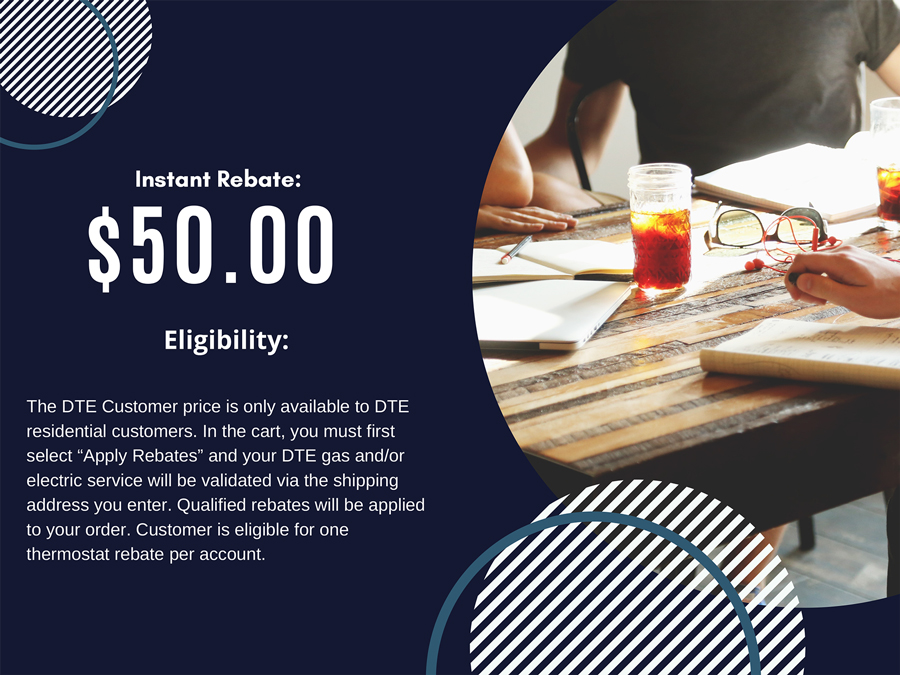 Instant Rebate:
$50.00
Eligibility:
The DTE Customer price is only available to DTE
residential customers. In the cart, you must first
select “Apply Rebates” and your DTE gas and/or
electric service will be validated via the shipping
address you enter. Qualified rebates will be applied
to your order. Customer is eligible for one
thermostat rebate per account.